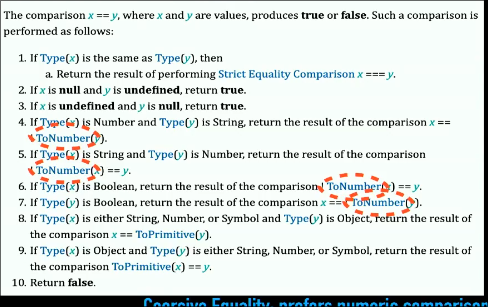 The comparison x == y, where x and y are values, produces true or false. Such a comparison is
performed as follows:
1. If Type(x) is the same as Type(y), then
a. Return the result of performing Strict Equality Comparison x === y.
2. If x is null and y is undefined, return true.
3. If x is undefined and y is null, return true.
4. If Type(x) is Number and Type(y) is String, return the result of the comparison x ==
! ToNumber(y).
5. If Type(x) is String and Type(y) is Number, return the result of the comparison
! ToNumber(x) == y.
6. If Type(x) is Boolean, return the result of the comparison ! ToNumber(x) == y.
7. If Type(y) is Boolean, return the result of the comparison x == ! ToNumber(y).
8. If Type(x) is either String, Number, or Symbol and Type(y) is Object, return the result of
the comparison x == ToPrimitive(y).
9. If Type(x) is Object and Type(y) is either String, Number, or Symbol, return the result of
the comparison ToPrimitive(x) == y.
10. Return false.
Coercive Equality: prefers numeric comparison